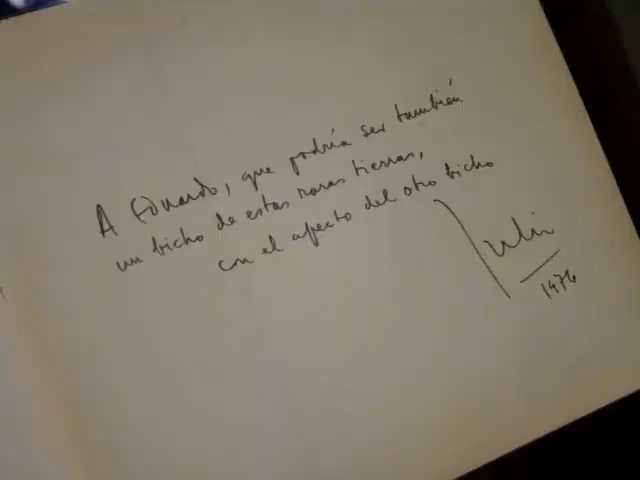 A Eduardo, que podría ser también
un bicho de estas raras tierras,
con el afecto del otro bicho
Julio
1976